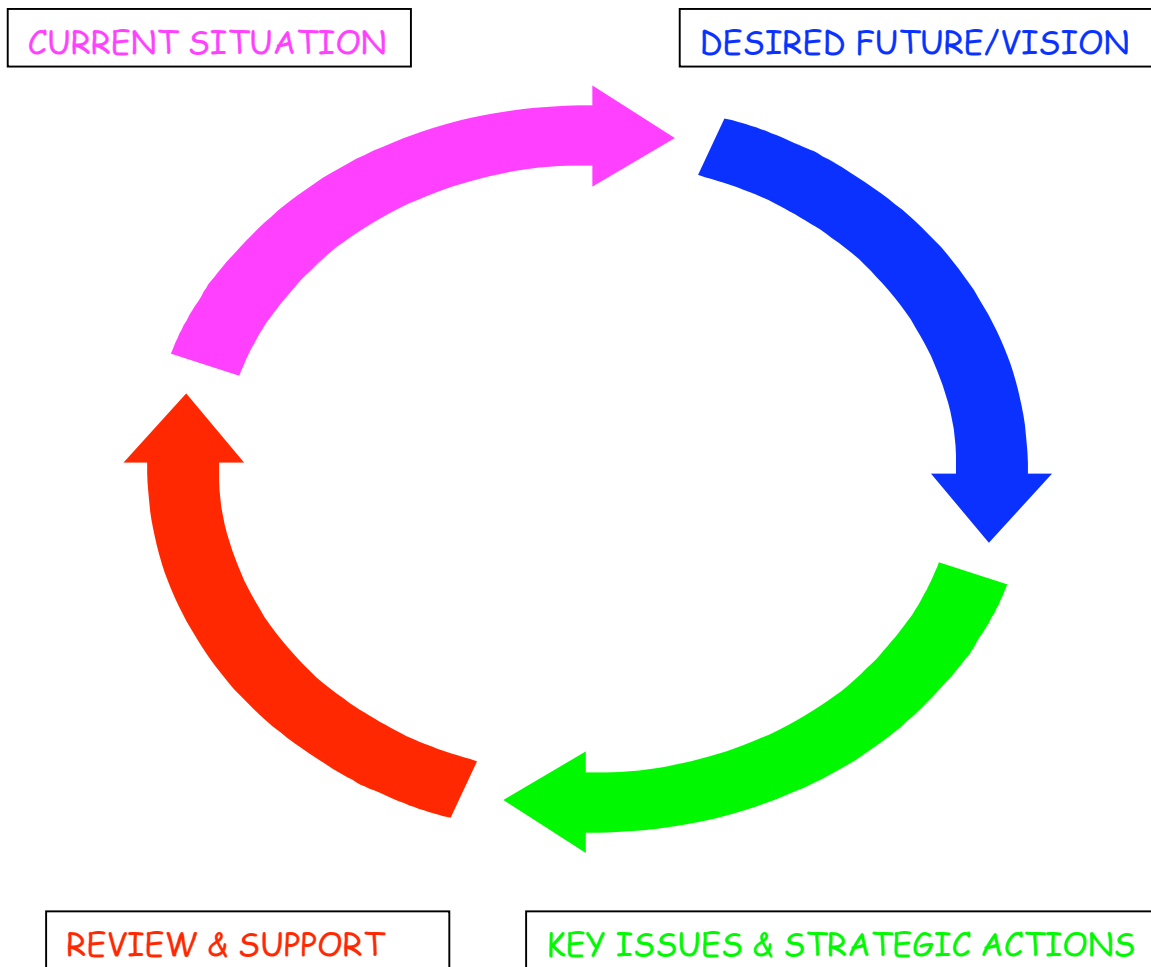 CURRENT SITUATION
DESIRED FUTURE/VISION
REVIEW & SUPPORT
KEY ISSUES & STRATEGIC ACTIONS